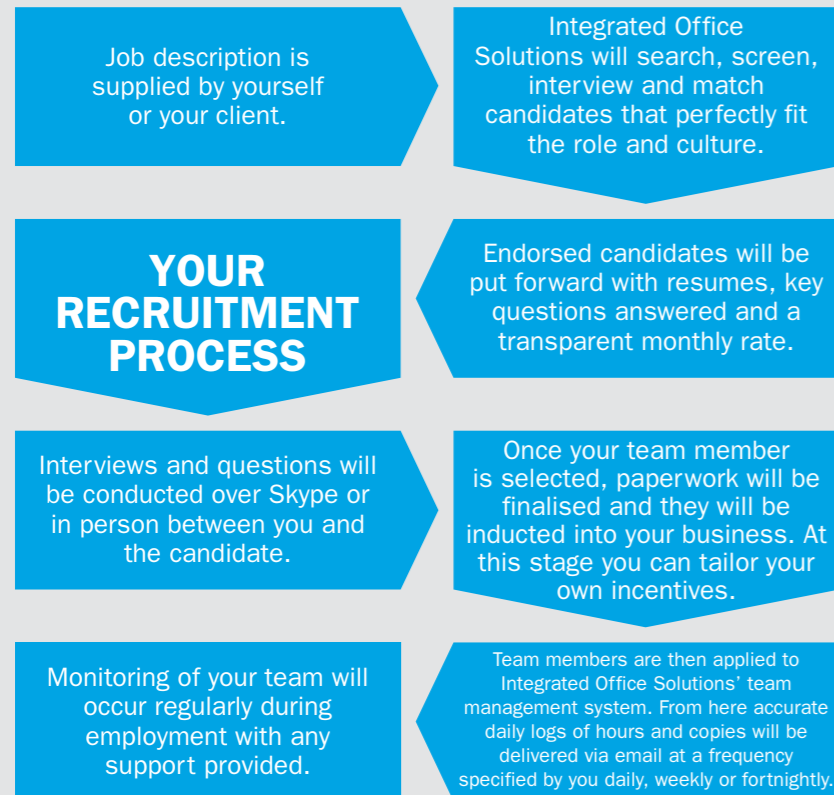 Job description is
supplied by yourself
or your client.
Integrated Office
Solutions will search, screen,
interview and match
candidates that perfectly fit
the role and culture.
Endorsed candidates will be
put forward with resumes, key
questions answered and a
transparent monthly rate.
YOUR
RECRUITMENT
PROCESS
Interviews and questions will
be conducted over Skype or
in person between you and
the candidate.
Once your team member
is selected, paperwork will be
finalised and they will be
inducted into your business. At
this stage you can tailor your
own incentives.
Team members are then applied to
Integrated Office Solutions’ team
management system. From here accurate
daily logs of hours and copies will be
delivered via email at a frequency
specified by you daily, weekly or fortnightly.
Monitoring of your team will
occur regularly during
employment with any
support provided.